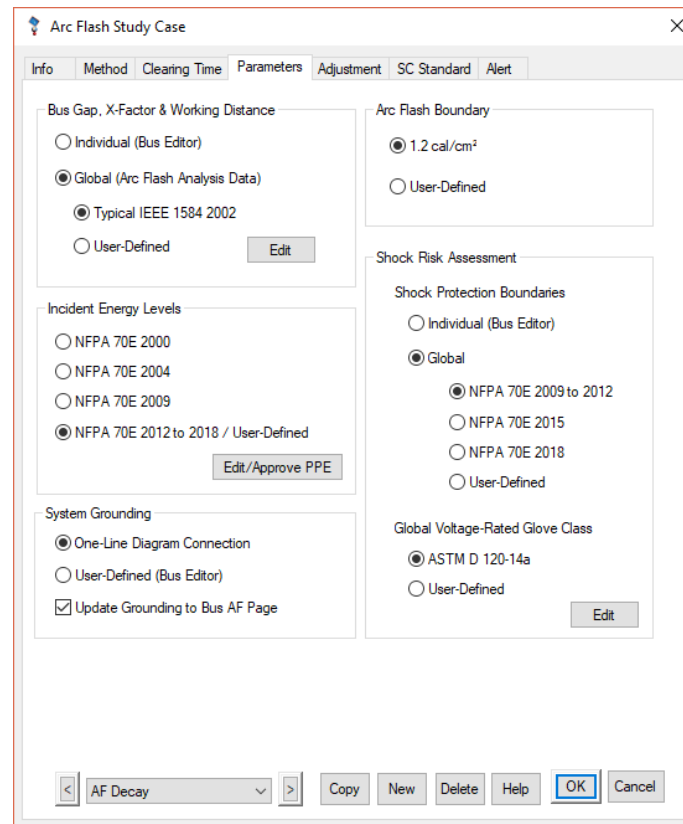 Arc Flash Study Case
Info Method Clearing Time Parameters Adjustment SC Standard Alert
Bus Gap, X-Factor & Working Distance
Individual (Bus Editor)
Global (Arc Flash Analysis Data)
Typical IEEE 1584 2002
User-Defined
Edit
Incident Energy Levels
NFPA 70E 2000
NFPA 70E 2004
NFPA 70E 2009
NFPA 70E 2012 to 2018 / User-Defined
Edit/Approve PPE
System Grounding
One-Line Diagram Connection
User-Defined (Bus Editor)
Update Grounding to Bus AF Page
Arc Flash Boundary
1.2 cal/cm²
User-Defined
Shock Risk Assessment
Shock Protection Boundaries
Individual (Bus Editor)
Global
NFPA 70E 2009 to 2012
NFPA 70E 2015
NFPA 70E 2018
User-Defined
Global Voltage-Rated Glove Class
ASTM D 120-14a
User-Defined
Edit
< AF Decay > Copy New Delete Help OK Cancel